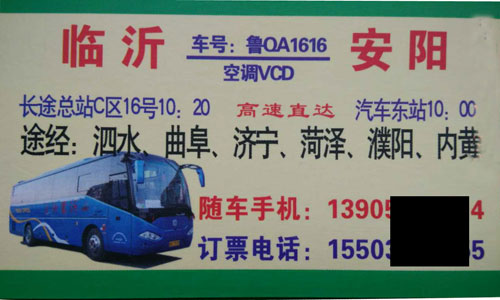 临沂 车号：鲁QA1616 安阳
空调VCD
长途总站C区16号10：20 高速直达 汽车东站10：00
途经：泗水、曲阜、济宁、菏泽、濮阳、内黄
随车手机：13905 4
订票电话：15503 5